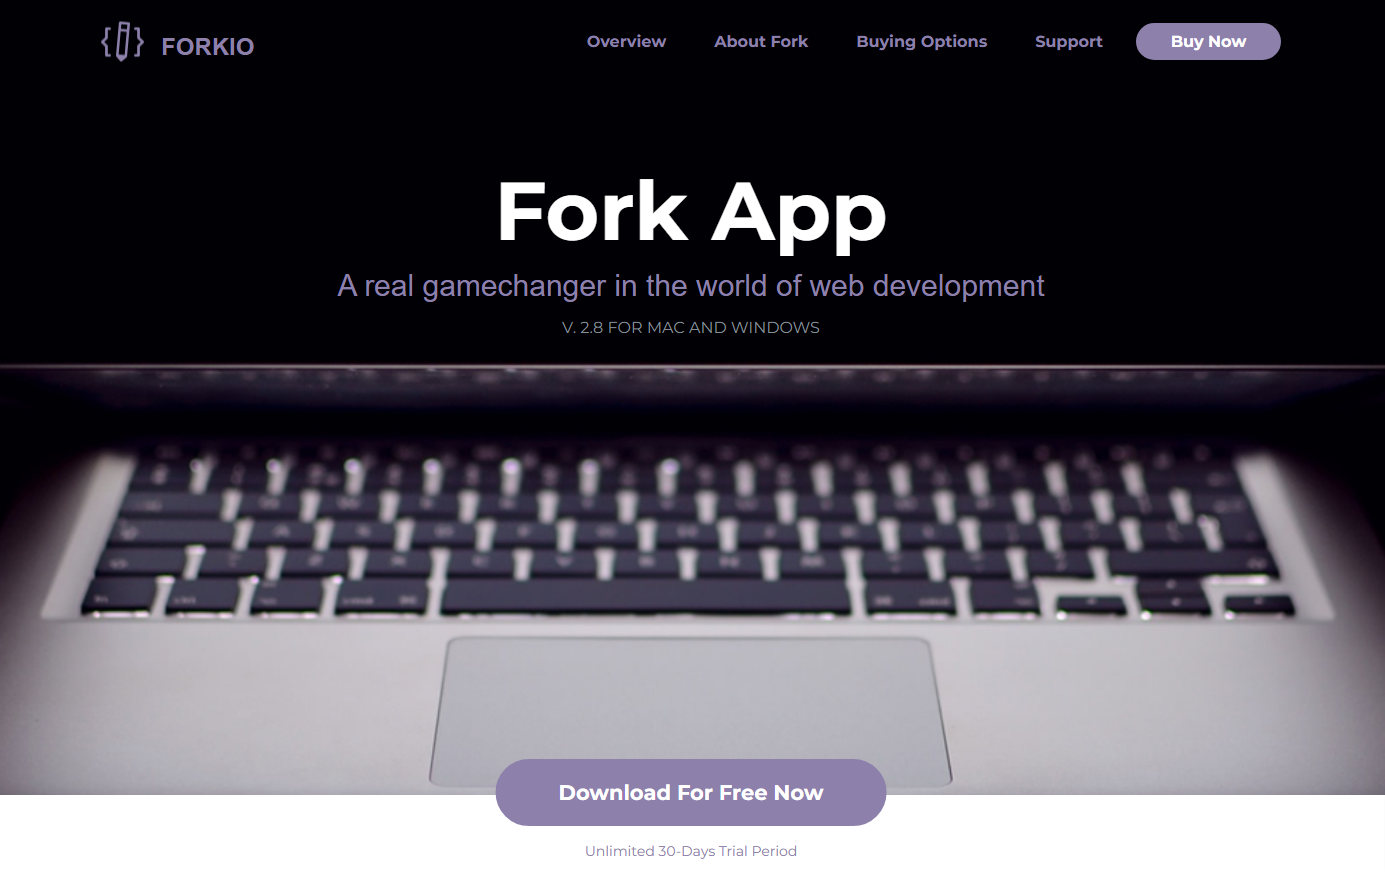 FORKIO
Overview About Fork Buying Options Support Buy Now
Fork App
A real gamechanger in the world of web development
V. 2.8 FOR MAC AND WINDOWS
Download For Free Now
Unlimited 30-Days Trial Period